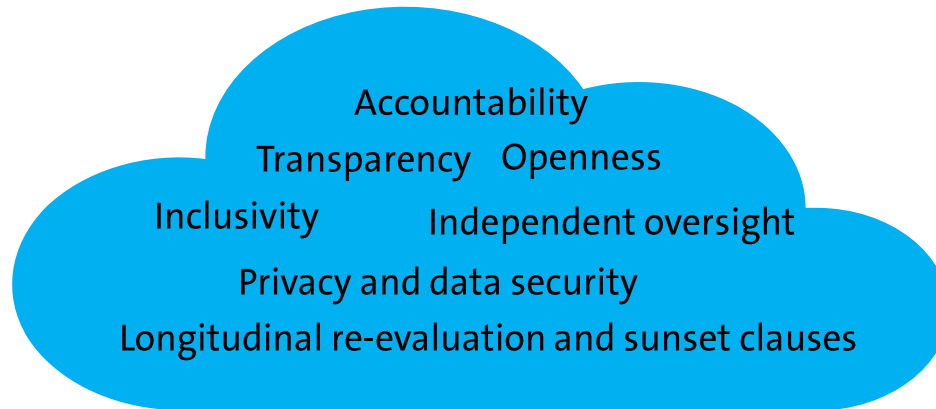 Accountability
Transparency Openness
Inclusivity Independent oversight
Privacy and data security
Longitudinal re-evaluation and sunset clauses